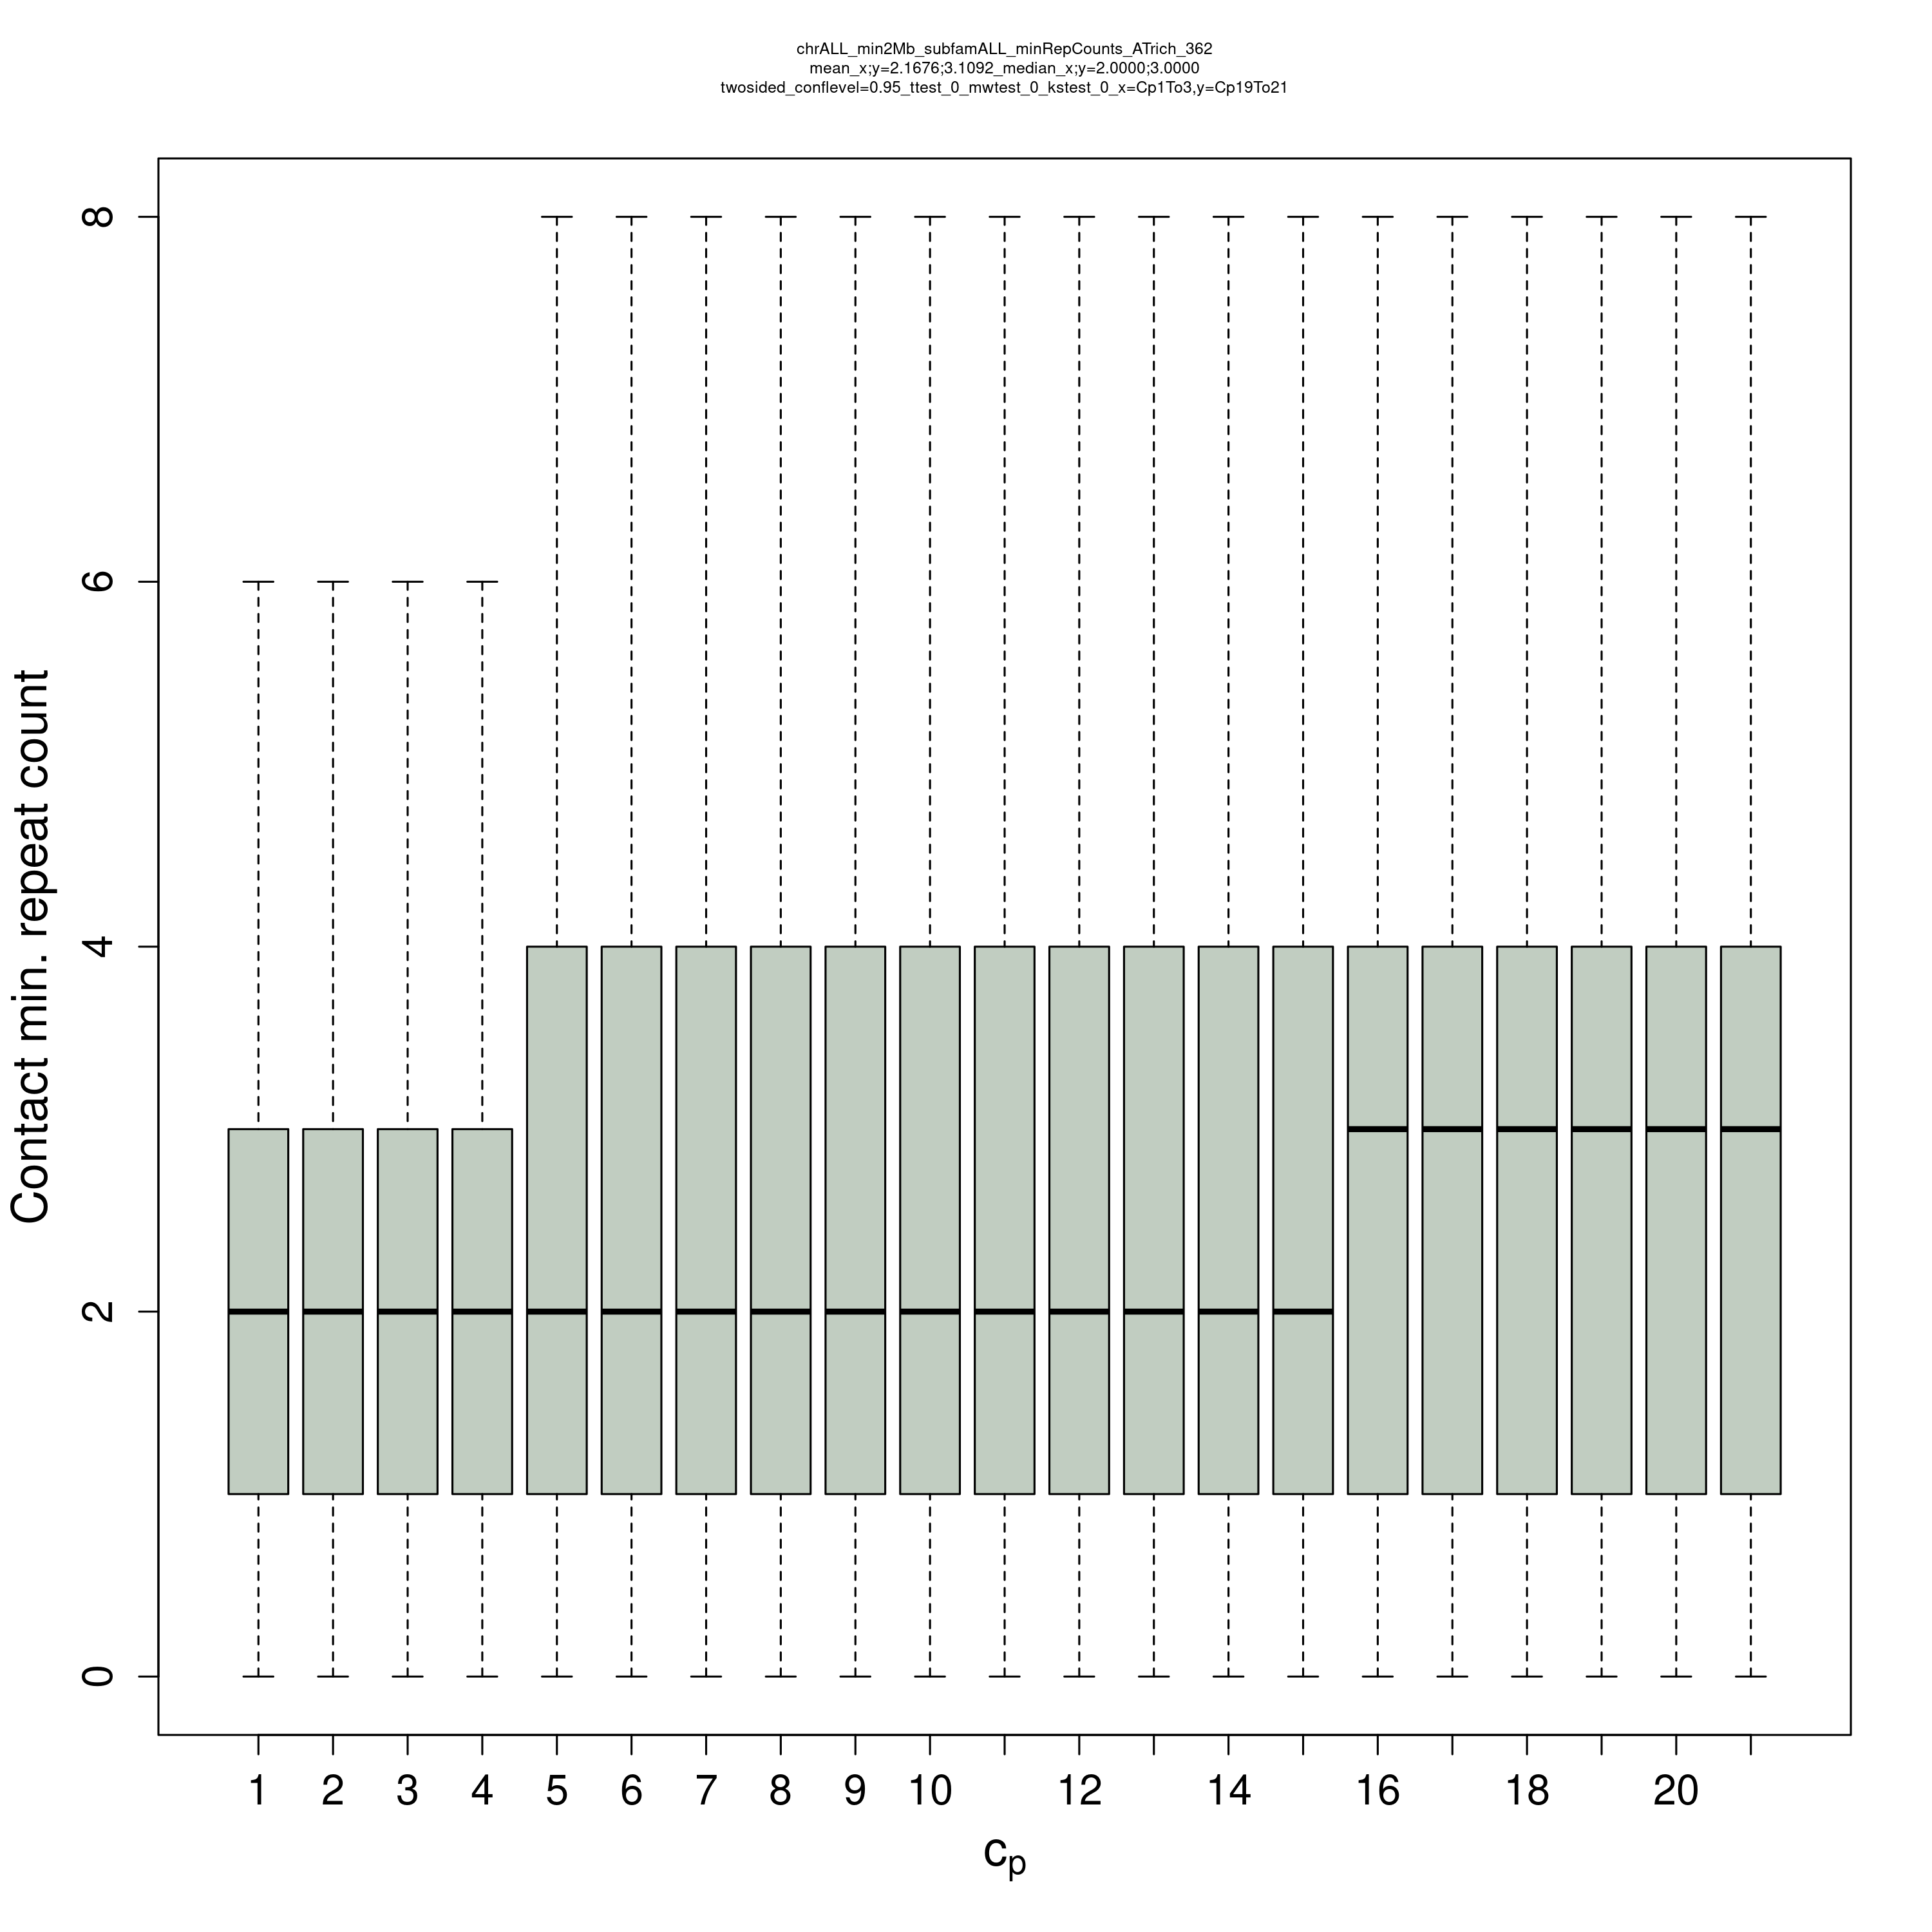 chrALL_min2Mb_subfamALL_minRepCounts_ATrich_362
mean_x;y=2.1676;3.1092_median_x;y=2.0000;3.0000
twosided_conflevel=0.95_ttest_0_mwtest_0_kstest_0_x=Cp1To3,y=Cp19To21
Contact min. repeat count
8
6
4
2
0
1 2 3 4 5 6 7 8 9 10 12 14 16 18 20
cp